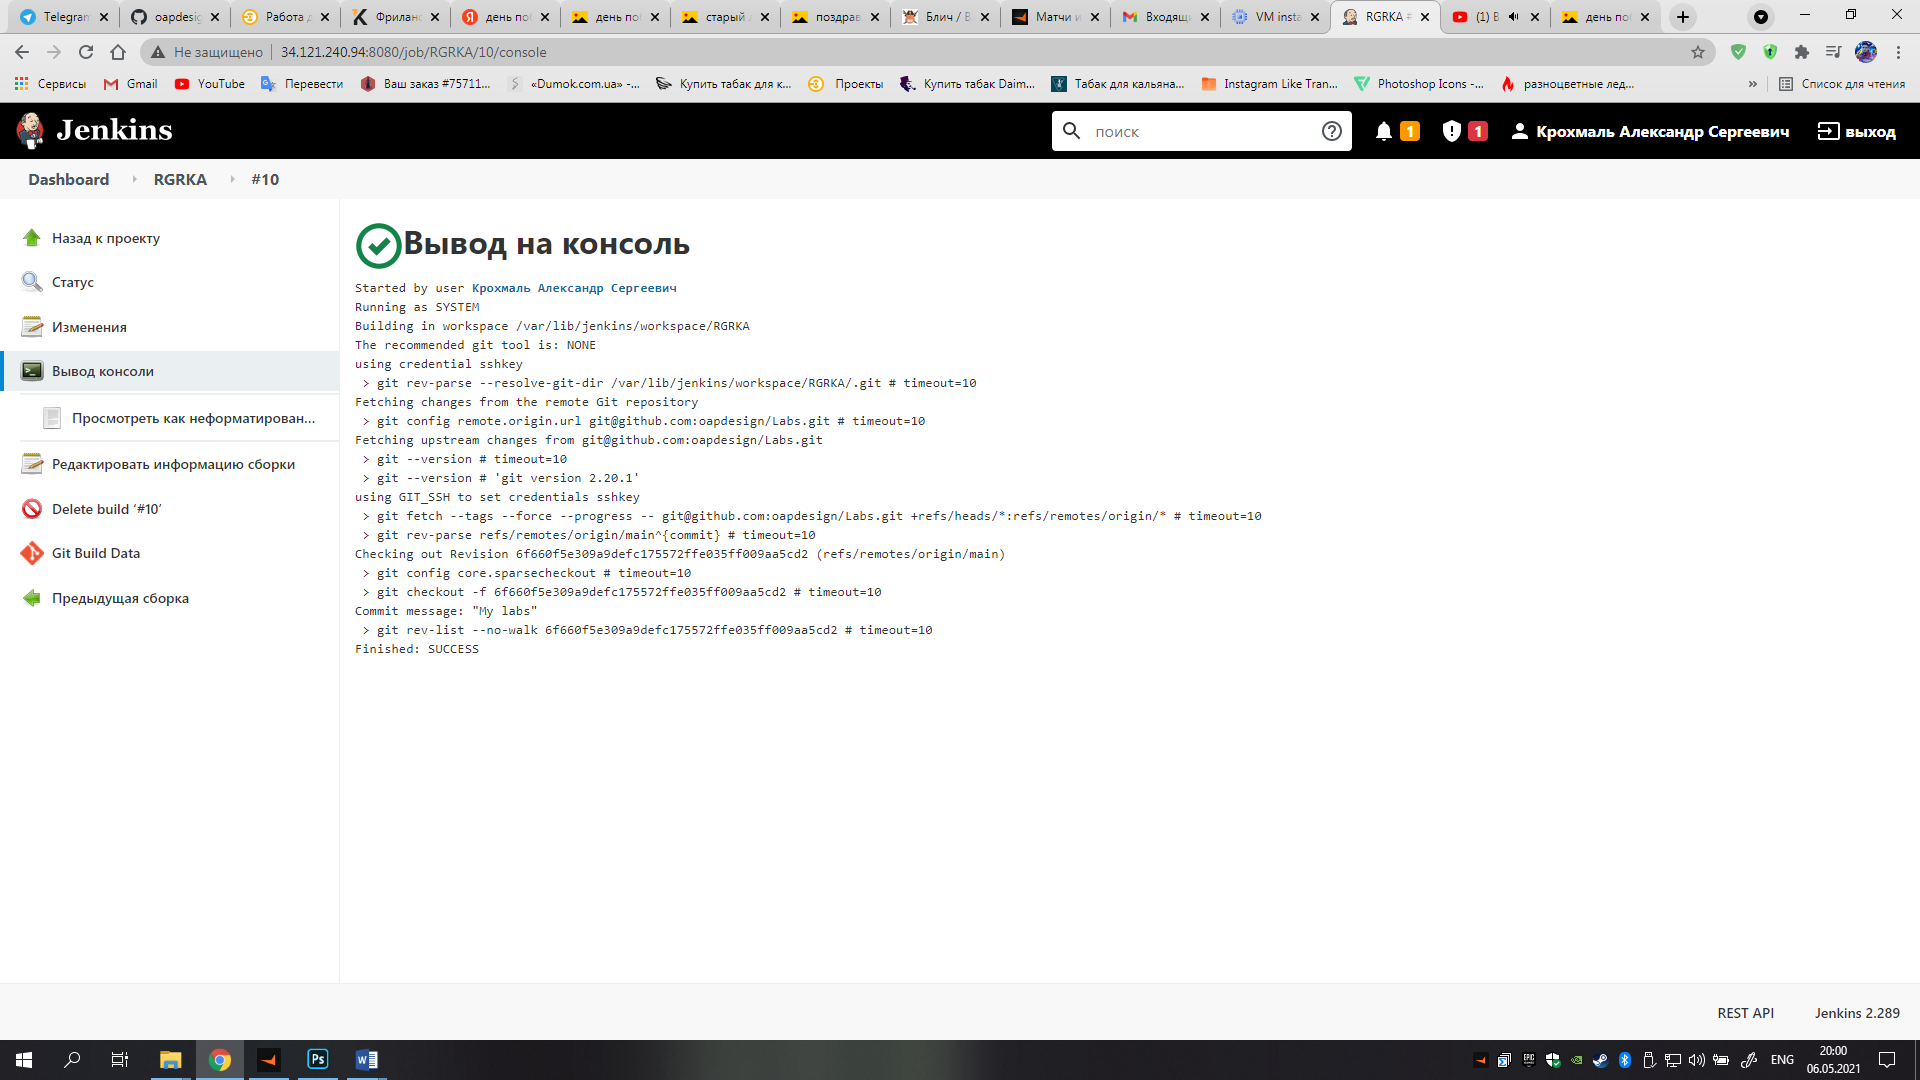 Telegram
oapdesig
Работа д
Фриланс
день по
день по
старый
поздрав
Блич / В
Матчи и
Входящи
VM insta
RGRKA #
(1) В
день по
Не защищено
34.121.240.94:8080/job/RGRKA/10/console
Сервисы
Gmail
YouTube
Перевести
Ваш заказ #75711...
«Dumok.com.ua» -...
Купить табак для к...
Проекты
Купить табак Daim...
Табак для кальяна...
Instagram Like Tran...
Photoshop Icons -...
разноцветные лед...
»
Список для чтения
Jenkins
поиск
1
1
Крохмаль Александр Сергеевич
выход
Dashboard
RGRKA
#10
Назад к проекту
Статус
Изменения
Вывод консоли
Просмотреть как неформатирован...
Редактировать информацию сборки
Delete build ‘#10’
Git Build Data
Предыдущая сборка
Вывод на консоль
Started by user Крохмаль Александр Сергеевич
Running as SYSTEM
Building in workspace /var/lib/jenkins/workspace/RGRKA
The recommended git tool is: NONE
using credential sshkey
> git rev-parse --resolve-git-dir /var/lib/jenkins/workspace/RGRKA/.git # timeout=10
Fetching changes from the remote Git repository
> git config remote.origin.url git@github.com:oapdesign/Labs.git # timeout=10
Fetching upstream changes from git@github.com:oapdesign/Labs.git
> git --version # timeout=10
> git --version # 'git version 2.20.1'
using GIT_SSH to set credentials sshkey
> git fetch --tags --force --progress -- git@github.com:oapdesign/Labs.git +refs/heads/*:refs/remotes/origin/* # timeout=10
> git rev-parse refs/remotes/origin/main^{commit} # timeout=10
Checking out Revision 6f660f5e309a9defc175572ffe035ff009aa5cd2 (refs/remotes/origin/main)
> git config core.sparsecheckout # timeout=10
> git checkout -f 6f660f5e309a9defc175572ffe035ff009aa5cd2 # timeout=10
Commit message: "My labs"
> git rev-list --no-walk 6f660f5e309a9defc175572ffe035ff009aa5cd2 # timeout=10
Finished: SUCCESS
REST API
Jenkins 2.289
ENG
20:00
06.05.2021